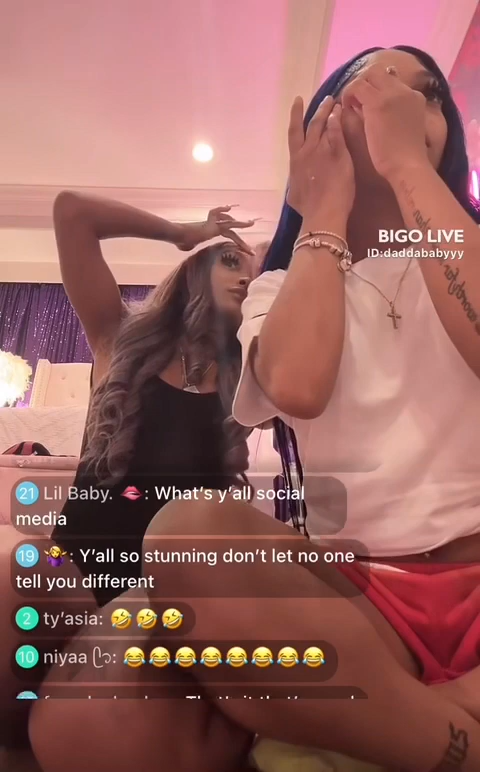 BIGO LIVE
ID:daddababyyy
21 Lil Baby. 🫦: What's y'all social
media
19 🤷‍♀️: Y'all so stunning don't let no one
tell you different
2 ty'asia: 🤣🤣🤣
10 niyaa: 😂😂😂😂😂😂😂😂